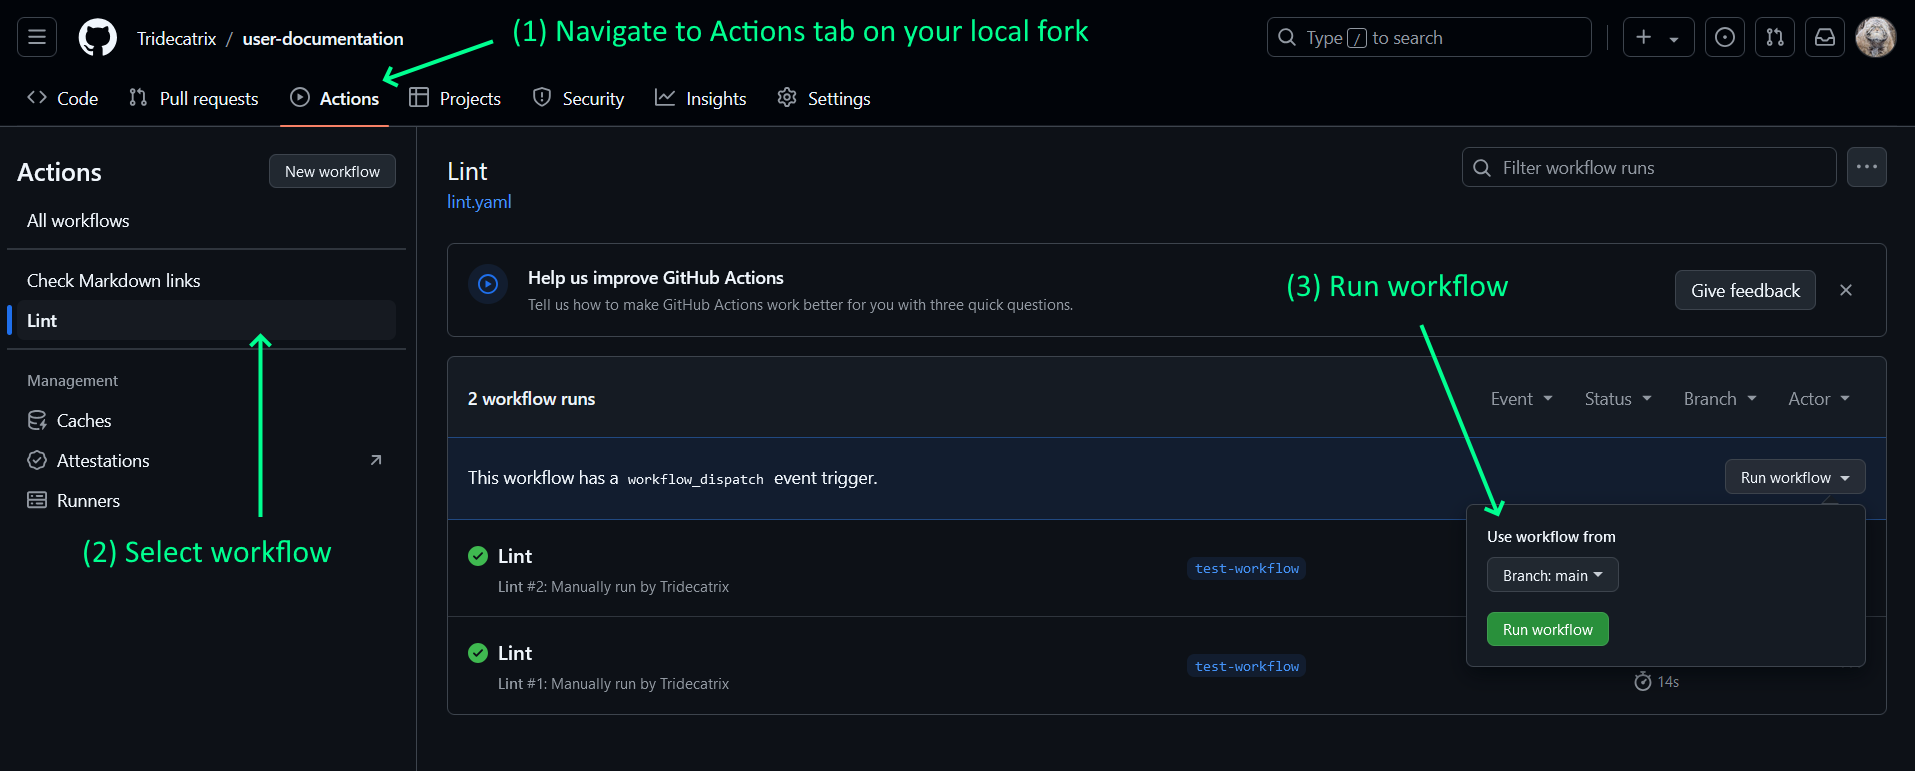 (1) Navigate to Actions tab on your local fork
Tridecatrix / user-documentation
Type / to search
Code
Pull requests
Actions
Projects
Security
Insights
Settings
Actions
New workflow
All workflows
Check Markdown links
Lint
Management
Caches
Attestations
Runners
(2) Select workflow
Lint
lint.yaml
Filter workflow runs
Help us improve GitHub Actions
Tell us how to make GitHub Actions work better for you with three quick questions.
(3) Run workflow
Give feedback
2 workflow runs
Event
Status
Branch
Actor
This workflow has a workflow_dispatch event trigger.
Run workflow
Use workflow from
Branch: main
Run workflow
Lint
Lint #2: Manually run by Tridecatrix
test-workflow
Lint
Lint #1: Manually run by Tridecatrix
test-workflow
14s